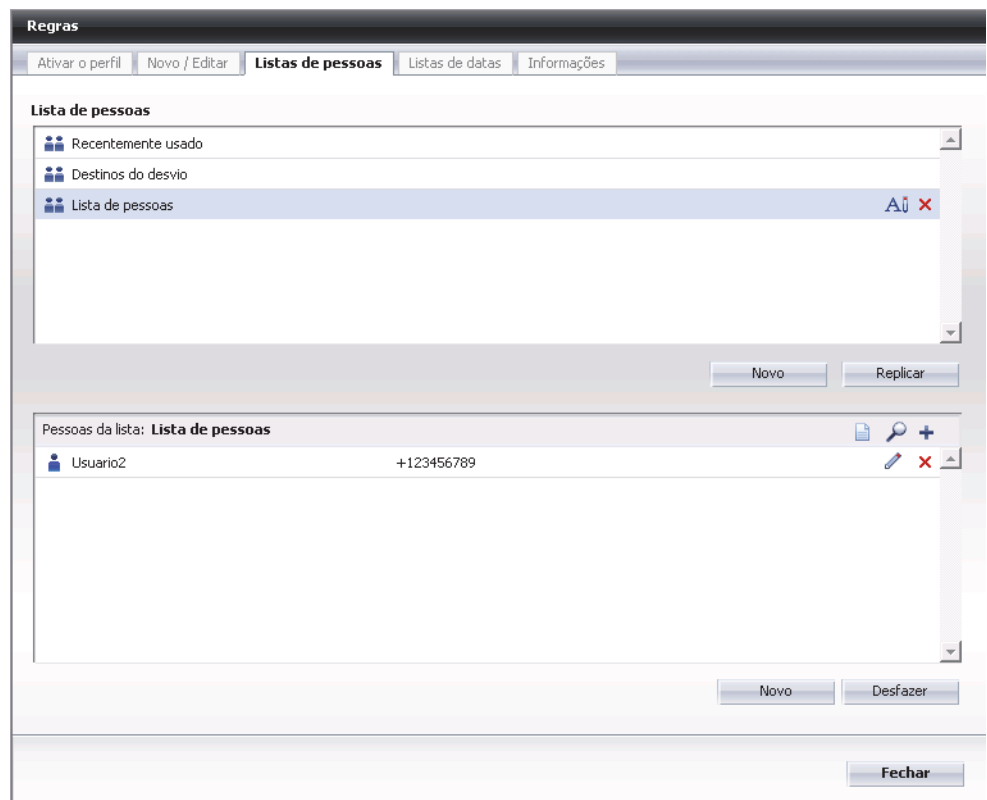 Regras
Ativar o perfil Novo / Editar Listas de pessoas Listas de datas Informações
Lista de pessoas
Recentemente usado
Destinos do desvio
Lista de pessoas
Novo Replicar
Pessoas da lista: Lista de pessoas
Usuario2 +123456789
Novo Desfazer
Fechar